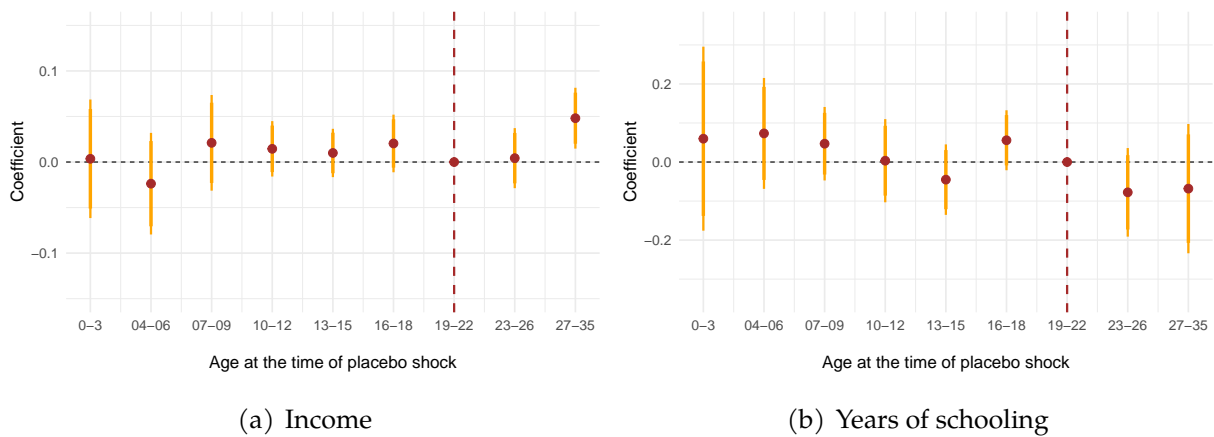 Coefficient
0.1
0.0
−0.1
0−3 04−06 07−09 10−12 13−15 16−18 19−22 23−26 27−35
Age at the time of placebo shock
(a) Income
Coefficient
0.2
0.0
−0.2
0−3 04−06 07−09 10−12 13−15 16−18 19−22 23−26 27−35
Age at the time of placebo shock
(b) Years of schooling